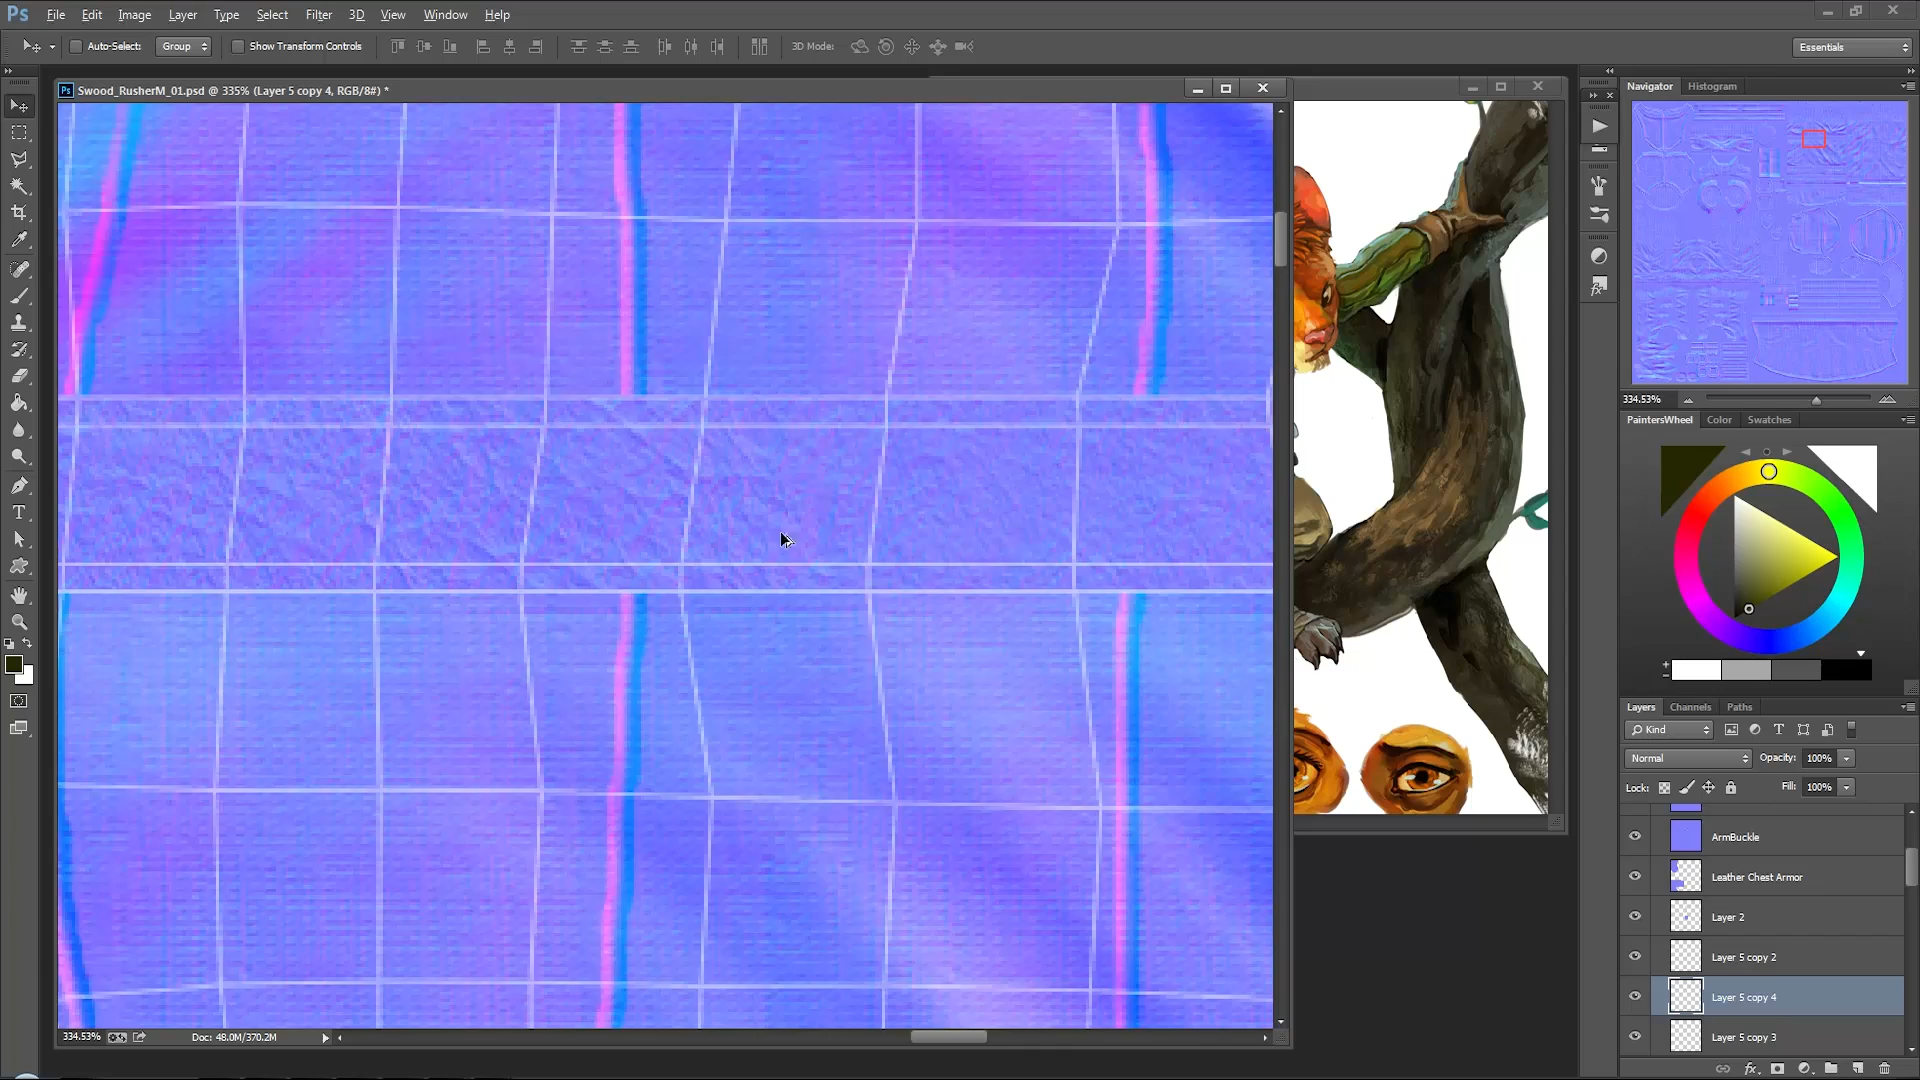 Ps File Edit Image Layer Type Select Filter 3D View Window Help
Auto-Select: Group Show Transform Controls 3D Mode: Essentials
Ps Swood_RusherM_01.psd @ 335% (Layer 5 copy 4, RGB/8#) *
Navigator Histogram
334.53%
PaintersWheel Color Swatches
Layers Channels Paths
Kind
Normal Opacity: 100%
Lock: Fill: 100%
ArmBuckle
Leather Chest Armor
Layer 2
Layer 5 copy 2
Layer 5 copy 4
Layer 5 copy 3
334.53% Doc: 48.0M/370.2M